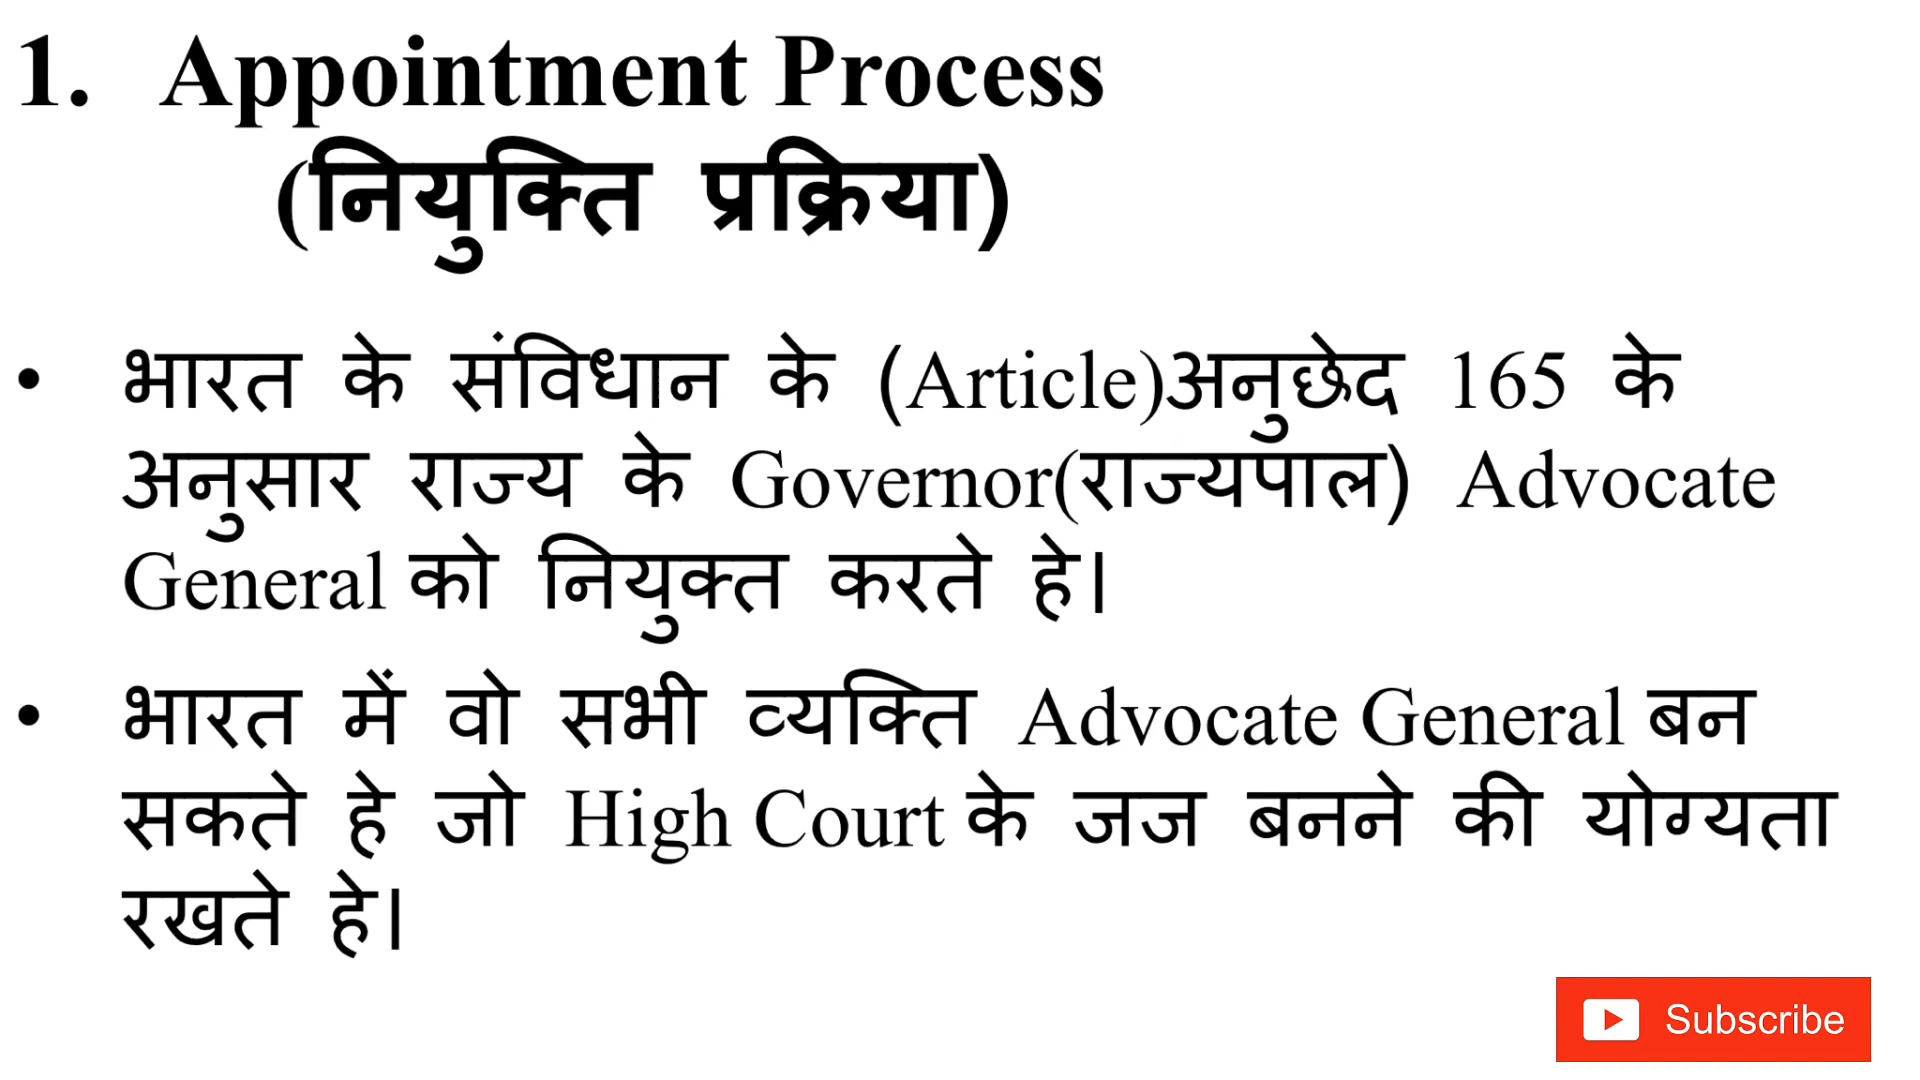 1. Appointment Process
(नियुक्ति प्रक्रिया)
• भारत के संविधान के (Article)अनुछेद 165 के
अनुसार राज्य के Governor(राज्यपाल) Advocate
General को नियुक्त करते हे।
• भारत में वो सभी व्यक्ति Advocate General बन
सकते हे जो High Court के जज बनने की योग्यता
रखते हे।
Subscribe